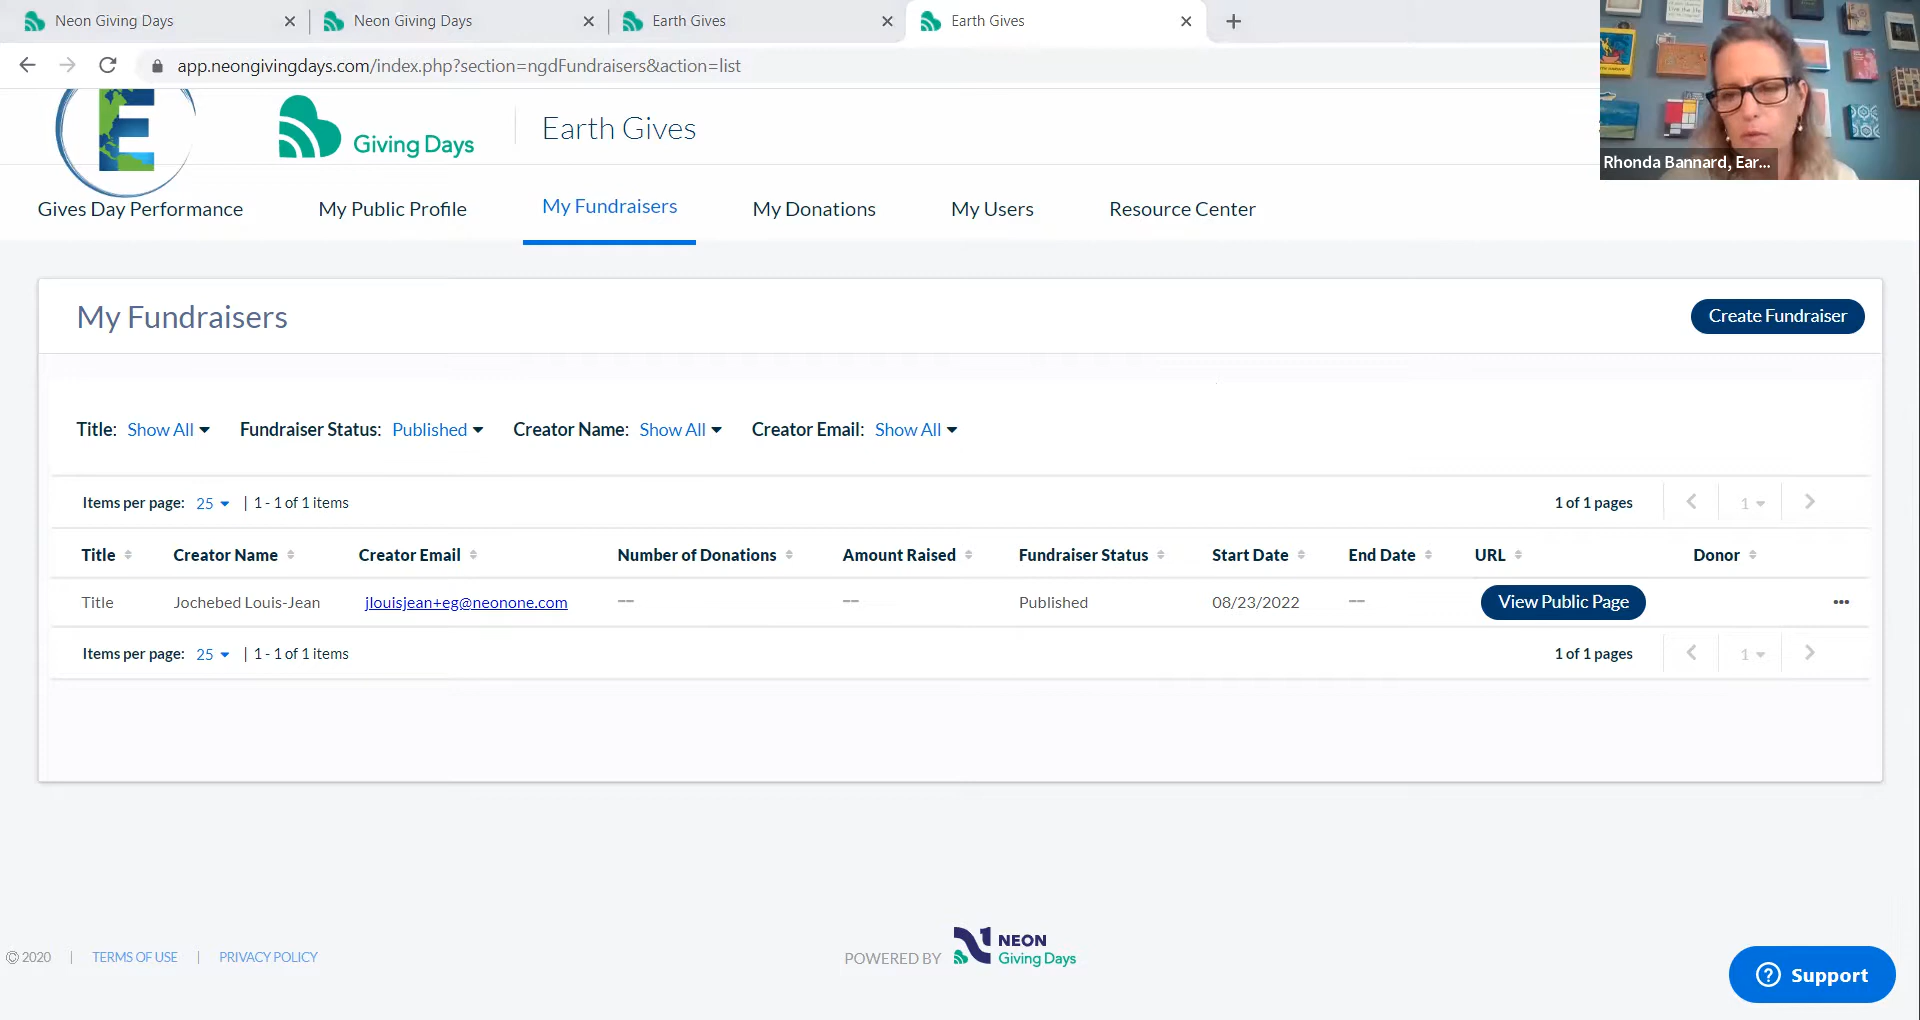 Neon Giving Days
Neon Giving Days
Earth Gives
Earth Gives
app.neongivingdays.com/index.php?section=ngdFundraisers&action=list
E
Giving Days
Earth Gives
Rhonda Bannard, Ear...
Gives Day Performance
My Public Profile
My Fundraisers
My Donations
My Users
Resource Center
My Fundraisers
Create Fundraiser
Title: Show All Fundraiser Status: Published Creator Name: Show All Creator Email: Show All
Items per page: 25 | 1 - 1 of 1 items 1 of 1 pages 1
Title Creator Name Creator Email Number of Donations Amount Raised Fundraiser Status Start Date End Date URL Donor
Title Jochebed Louis-Jean jlouisjean+eg@neonone.com -- -- Published 08/23/2022 -- View Public Page ...
Items per page: 25 | 1 - 1 of 1 items 1 of 1 pages 1
© 2020 | TERMS OF USE | PRIVACY POLICY
POWERED BY
NEON
Giving Days
? Support